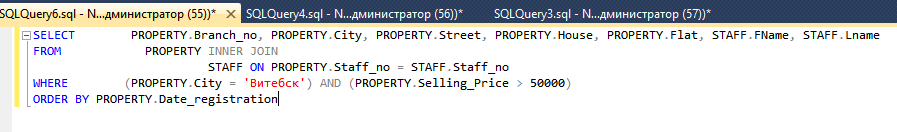 SQLQuery6.sql - N...дминистратор (55))* SQLQuery4.sql - N...дминистратор (56))* SQLQuery3.sql - N...дминистратор (57))*
SELECT PROPERTY.Branch_no, PROPERTY.City, PROPERTY.Street, PROPERTY.House, PROPERTY.Flat, STAFF.FName, STAFF.Lname
FROM PROPERTY INNER JOIN
STAFF ON PROPERTY.Staff_no = STAFF.Staff_no
WHERE (PROPERTY.City = 'Витебск') AND (PROPERTY.Selling_Price > 50000)
ORDER BY PROPERTY.Date_registration